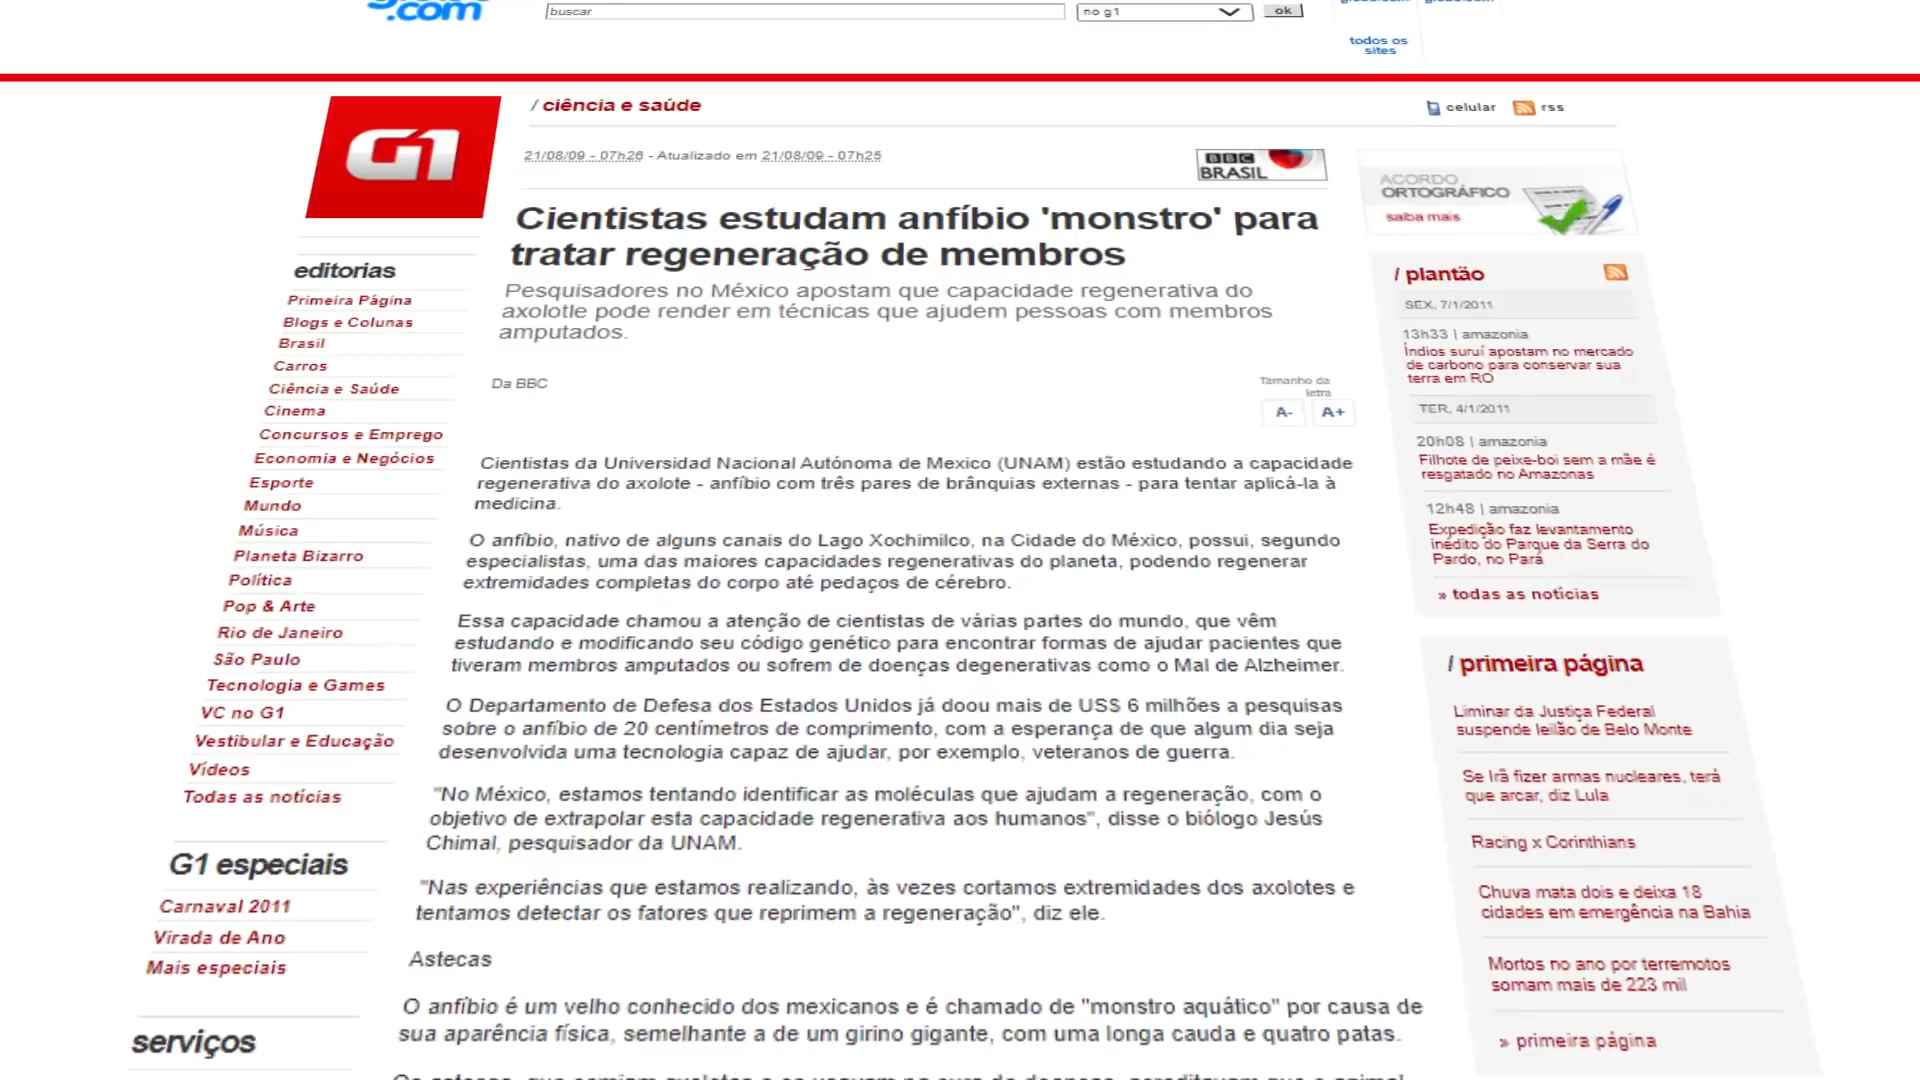 .com
buscar
no g1
ok
todos os
sites
G1
/ ciência e saúde
celular
rss
21/08/09 - 07h26 - Atualizado em 21/08/09 - 07h25
BBC
BRASIL
Cientistas estudam anfíbio 'monstro' para
tratar regeneração de membros
Pesquisadores no México apostam que capacidade regenerativa do
axolotle pode render em técnicas que ajudem pessoas com membros
amputados.
Da BBC
Tamanho da
letra
A-
A+
Cientistas da Universidad Nacional Autónoma de Mexico (UNAM) estão estudando a capacidade
regenerativa do axolote - anfíbio com três pares de brânquias externas - para tentar aplicá-la à
medicina.
O anfíbio, nativo de alguns canais do Lago Xochimilco, na Cidade do México, possui, segundo
especialistas, uma das maiores capacidades regenerativas do planeta, podendo regenerar
extremidades completas do corpo até pedaços de cérebro.
Essa capacidade chamou a atenção de cientistas de várias partes do mundo, que vêm
estudando e modificando seu código genético para encontrar formas de ajudar pacientes que
tiveram membros amputados ou sofrem de doenças degenerativas como o Mal de Alzheimer.
O Departamento de Defesa dos Estados Unidos já doou mais de US$ 6 milhões a pesquisas
sobre o anfíbio de 20 centímetros de comprimento, com a esperança de que algum dia seja
desenvolvida uma tecnologia capaz de ajudar, por exemplo, veteranos de guerra.
"No México, estamos tentando identificar as moléculas que ajudam a regeneração, com o
objetivo de extrapolar esta capacidade regenerativa aos humanos", disse o biólogo Jesús
Chimal, pesquisador da UNAM.
"Nas experiências que estamos realizando, às vezes cortamos extremidades dos axolotes e
tentamos detectar os fatores que reprimem a regeneração", diz ele.
Astecas
O anfíbio é um velho conhecido dos mexicanos e é chamado de "monstro aquático" por causa de
sua aparência física, semelhante a de um girino gigante, com uma longa cauda e quatro patas.
editorias
Primeira Página
Blogs e Colunas
Brasil
Carros
Ciência e Saúde
Cinema
Concursos e Emprego
Economia e Negócios
Esporte
Mundo
Música
Planeta Bizarro
Política
Pop & Arte
Rio de Janeiro
São Paulo
Tecnologia e Games
VC no G1
Vestibular e Educação
Vídeos
Todas as notícias
G1 especiais
Carnaval 2011
Virada de Ano
Mais especiais
serviços
ACORDO
ORTOGRÁFICO
saiba mais
/ plantão
SEX, 7/1/2011
13h33 | amazonia
Índios suruí apostam no mercado
de carbono para conservar sua
terra em RO
TER, 4/1/2011
20h08 | amazonia
Filhote de peixe-boi sem a mãe é
resgatado no Amazonas
12h48 | amazonia
Expedição faz levantamento
inédito do Parque da Serra do
Pardo, no Pará
» todas as notícias
/ primeira página
Liminar da Justiça Federal
suspende leilão de Belo Monte
Se Irã fizer armas nucleares, terá
que arcar, diz Lula
Racing x Corinthians
Chuva mata dois e deixa 18
cidades em emergência na Bahia
Mortos no ano por terremotos
somam mais de 223 mil
» primeira página